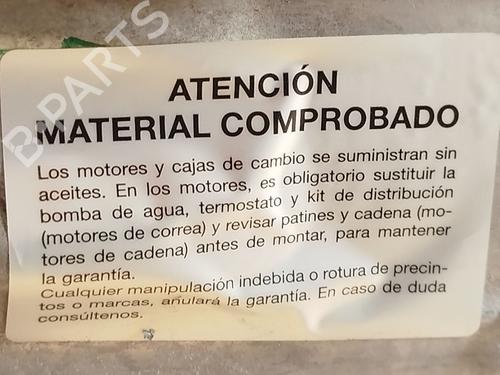 B-PARTS
ATENCIÓN
MATERIAL COMPROBADO
Los motores y cajas de cambio se suministran sin
aceites. En los motores, es obligatorio sustituir la
bomba de agua, termostato y kit de distribución
(motores de correa) y revisar patines y cadena (mo-
tores de cadena) antes de montar, para mantener
la garantía.
Cualquier manipulación indebida o rotura de precin-
tos o marcas, anulará la garantía. En caso de duda
consúltenos.